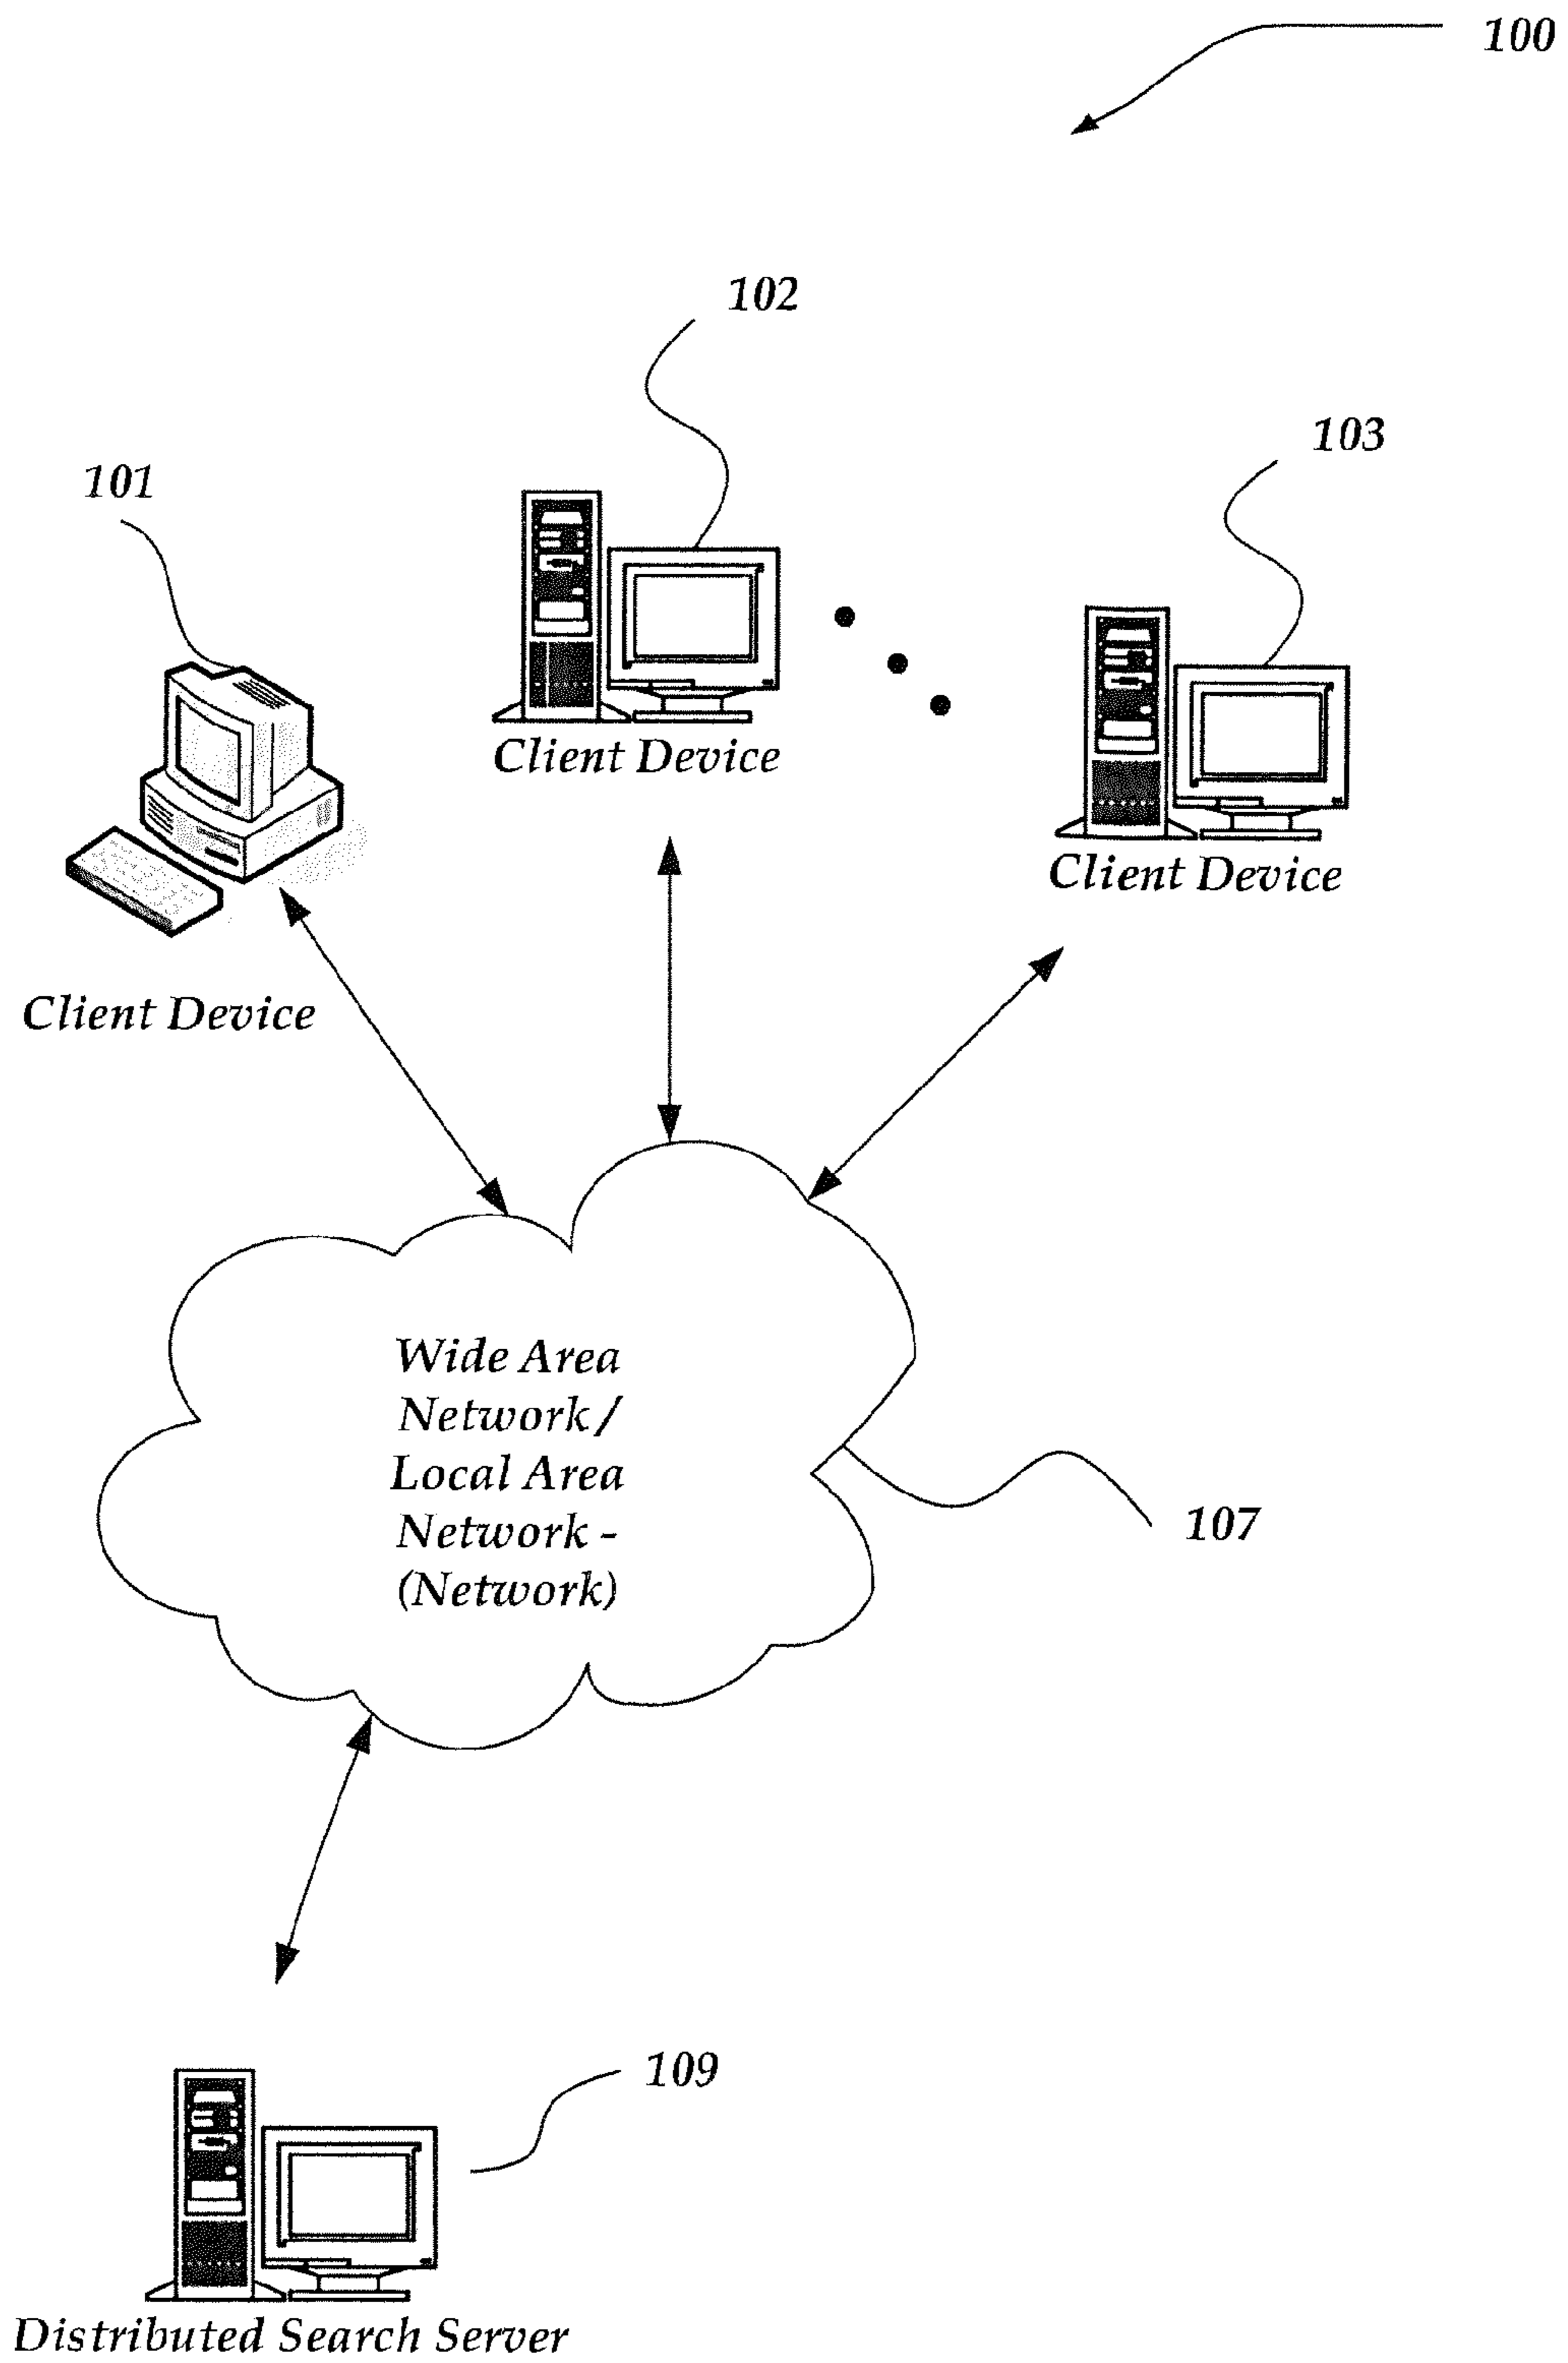 100
102
103
101
Client Device
Client Device
Client Device
Wide Area
Network /
Local Area
Network -
(Network)
107
109
Distributed Search Server